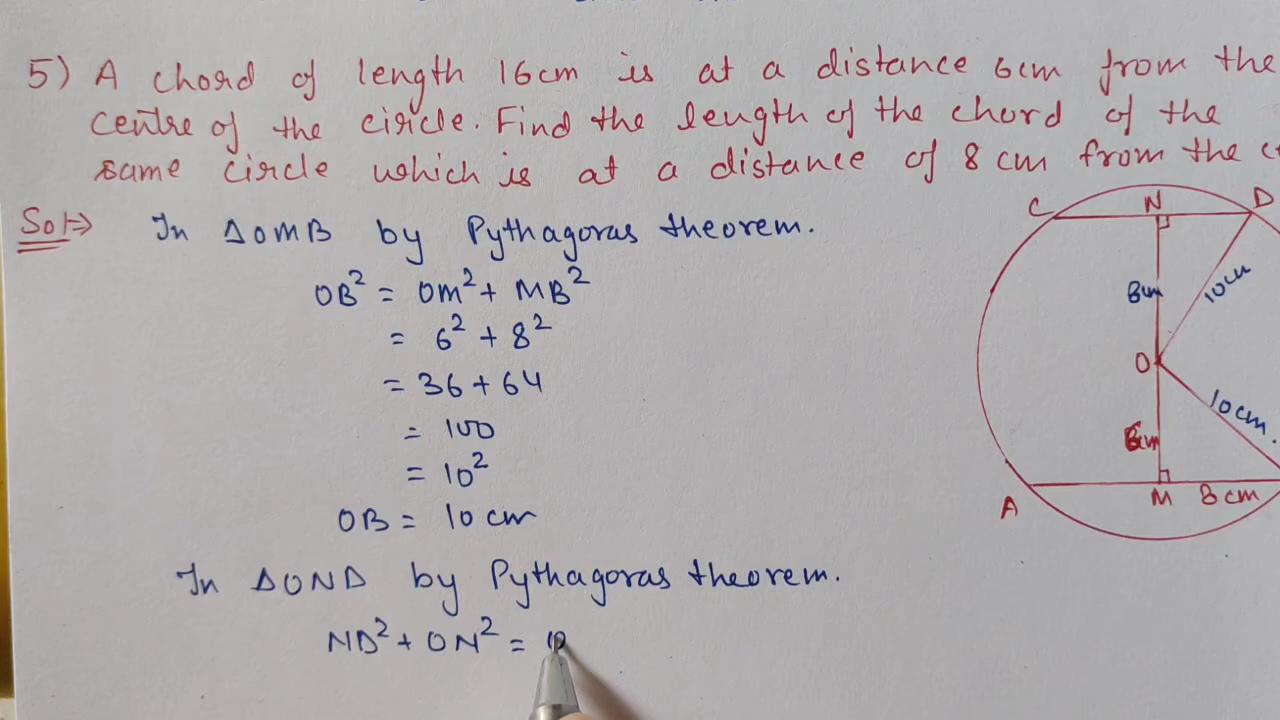 5) A chord of length 16cm is at a distance 6cm from the
centre of the circle. Find the length of the chord of the
same circle which is at a distance of 8 cm from the
Sol⇒ In ΔOMB by Pythagoras theorem.
OB² = OM² + MB²
= 6² + 8²
= 36 + 64
= 100
= 10²
OB = 10 cm
In ΔOND by Pythagoras theorem.
ND² + ON² =
C N D
8cm 10cm
O
6cm 10cm.
A M 8cm